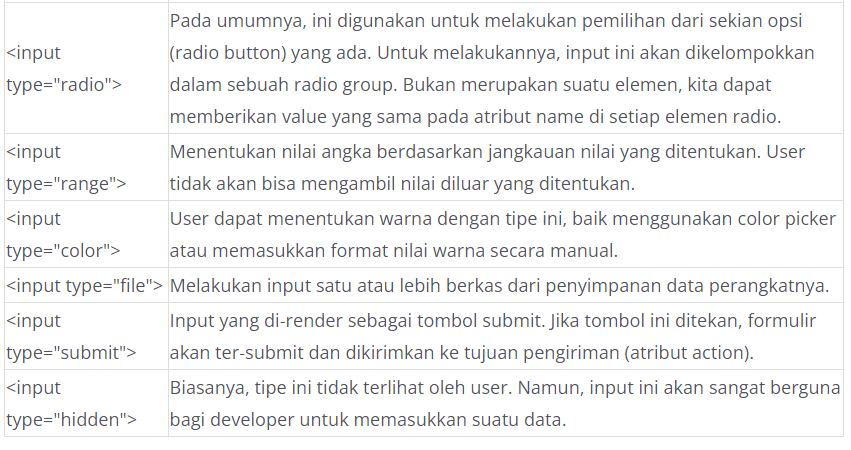 <input
type="radio">
Pada umumnya, ini digunakan untuk melakukan pemilihan dari sekian opsi
(radio button) yang ada. Untuk melakukannya, input ini akan dikelompokkan
dalam sebuah radio group. Bukan merupakan suatu elemen, kita dapat
memberikan value yang sama pada atribut name di setiap elemen radio.
<input
type="range">
Menentukan nilai angka berdasarkan jangkauan nilai yang ditentukan. User
tidak akan bisa mengambil nilai diluar yang ditentukan.
<input
type="color">
User dapat menentukan warna dengan tipe ini, baik menggunakan color picker
atau memasukkan format nilai warna secara manual.
<input type="file">
Melakukan input satu atau lebih berkas dari penyimpanan data perangkatnya.
<input
type="submit">
Input yang di-render sebagai tombol submit. Jika tombol ini ditekan, formulir
akan ter-submit dan dikirimkan ke tujuan pengiriman (atribut action).
<input
type="hidden">
Biasanya, tipe ini tidak terlihat oleh user. Namun, input ini akan sangat berguna
bagi developer untuk memasukkan suatu data.